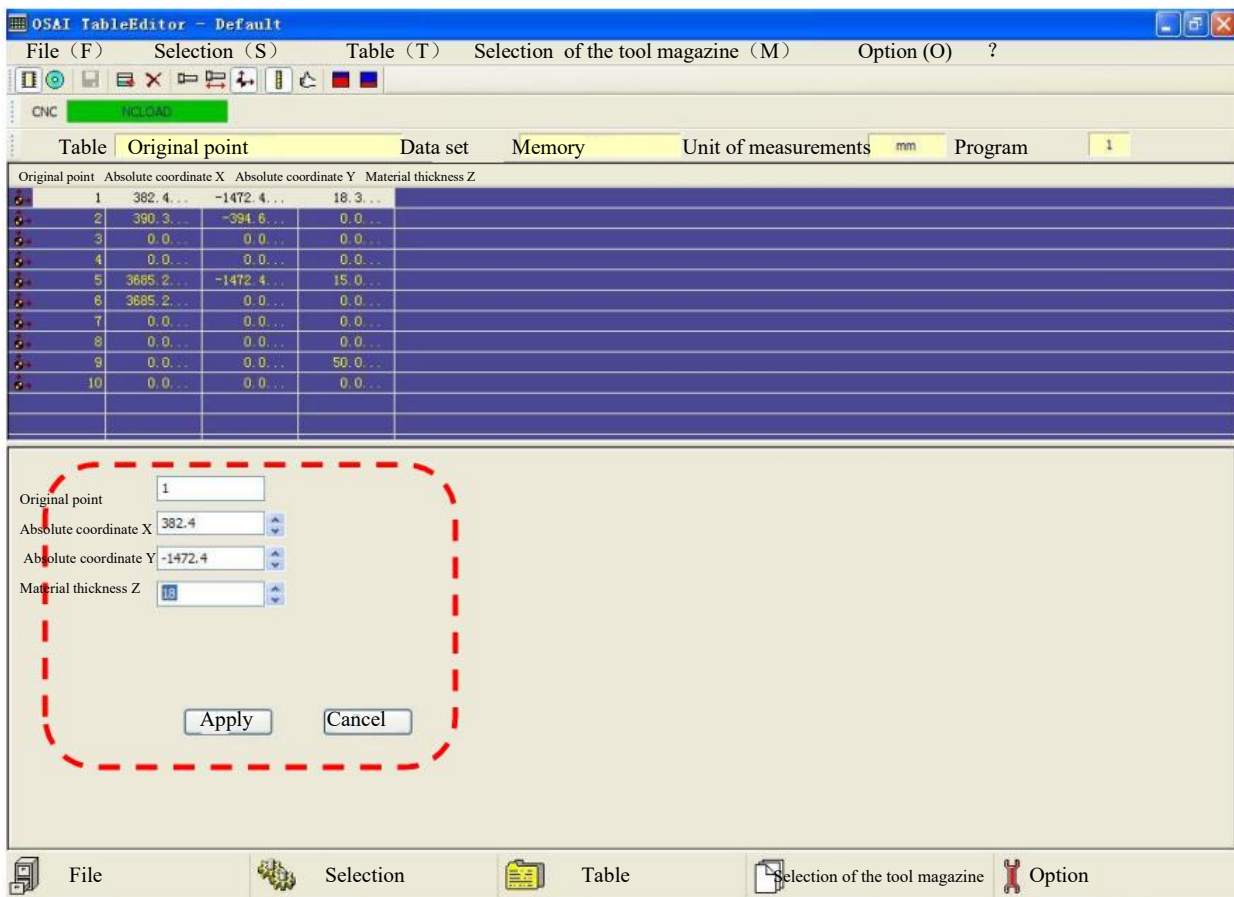 OSAI TableEditor - Default
File（F） Selection（S） Table（T） Selection of the tool magazine（M） Option (O) ?
CNC NCLOAD
Table Original point Data set Memory Unit of measurements mm Program 1
Original point Absolute coordinate X Absolute coordinate Y Material thickness Z
1 382.4... -1472.4... 18.3...
2 390.3... -394.6... 0.0...
3 0.0... 0.0... 0.0...
4 0.0... 0.0... 0.0...
5 3685.2... -1472.4... 15.0...
6 3685.2... 0.0... 0.0...
7 0.0... 0.0... 0.0...
8 0.0... 0.0... 0.0...
9 0.0... 0.0... 50.0...
10 0.0... 0.0... 0.0...
Original point 1
Absolute coordinate X 382.4
Absolute coordinate Y -1472.4
Material thickness Z 18
Apply Cancel
File Selection Table Selection of the tool magazine Option